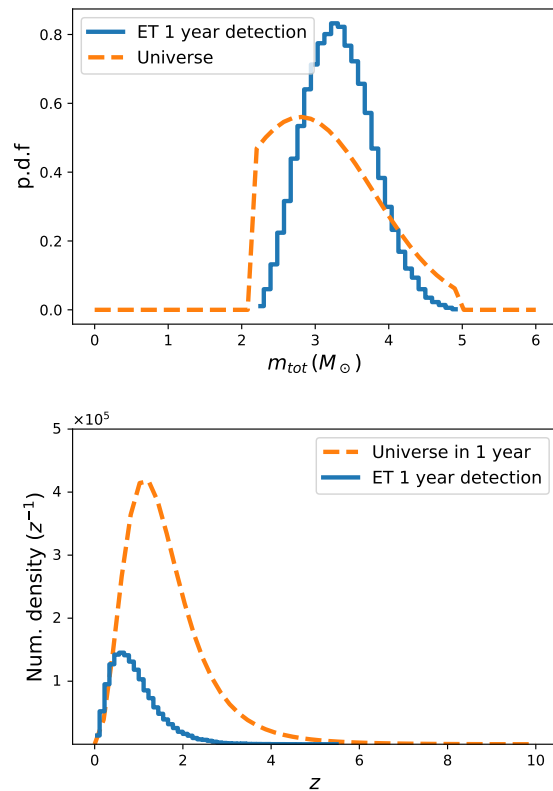 ET 1 year detection
Universe
p.d.f
0.8
0.6
0.4
0.2
0.0
0 1 2 3 4 5 6
m_{tot} (M_⊙)
×10^5
Universe in 1 year
ET 1 year detection
Num. density (z^{-1})
5
4
3
2
1
0 2 4 6 8 10
z